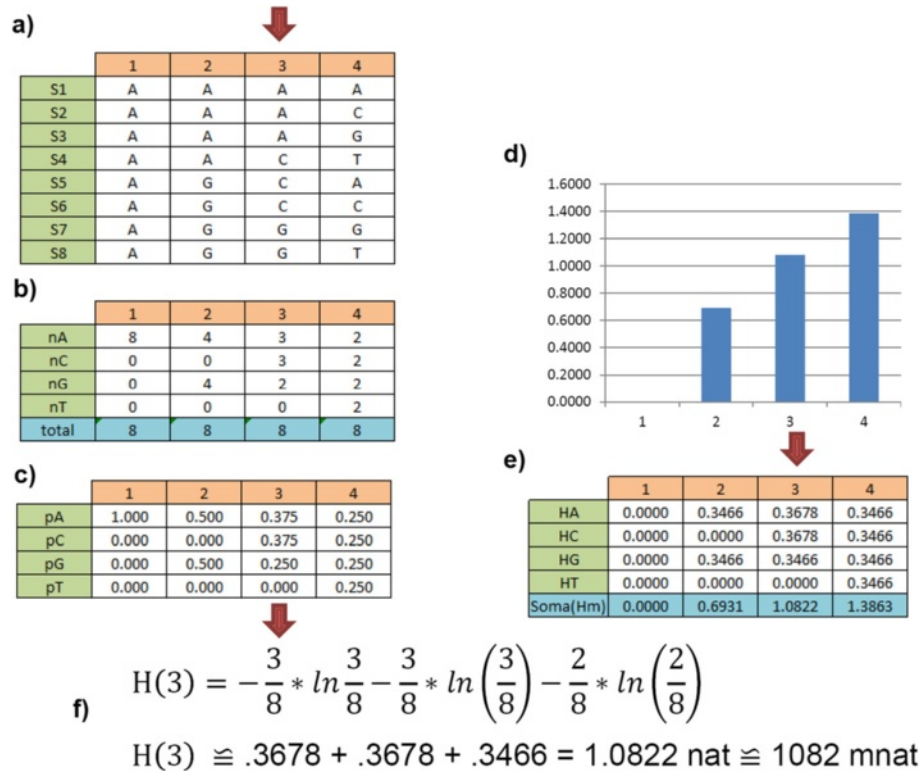 a)
1 2 3 4
S1 A A A A
S2 A A A C
S3 A A A G
S4 A A C T
S5 A G C A
S6 A G C C
S7 A G G G
S8 A G G T
b)
1 2 3 4
nA 8 4 3 2
nC 0 0 3 2
nG 0 4 2 2
nT 0 0 0 2
total 8 8 8 8
c)
1 2 3 4
pA 1.000 0.500 0.375 0.250
pC 0.000 0.000 0.375 0.250
pG 0.000 0.500 0.250 0.250
pT 0.000 0.000 0.000 0.250
d)
1.6000
1.4000
1.2000
1.0000
0.8000
0.6000
0.4000
0.2000
0.0000
1 2 3 4
e)
1 2 3 4
HA 0.0000 0.3466 0.3678 0.3466
HC 0.0000 0.0000 0.3678 0.3466
HG 0.0000 0.3466 0.3466 0.3466
HT 0.0000 0.0000 0.0000 0.3466
Soma(Hm) 0.0000 0.6931 1.0822 1.3863
f)
H(3) = −3/8 * ln 3/8 − 3/8 * ln(3/8) − 2/8 * ln(2/8)
H(3) ≌ .3678 + .3678 + .3466 = 1.0822 nat ≌ 1082 mnat